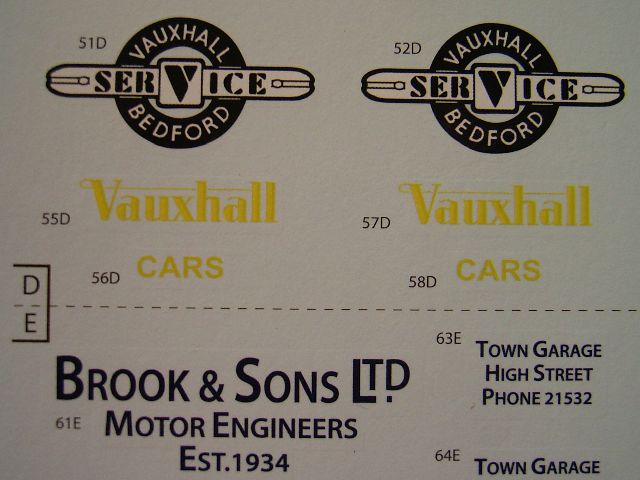 51D
VAUXHALL
SERVICE
BEDFORD
52D
VAUXHALL
SERVICE
BEDFORD
55D
Vauxhall
57D
Vauxhall
56D
CARS
58D
CARS
D
E
61E
BROOK & SONS LTD.
MOTOR ENGINEERS
EST.1934
63E
TOWN GARAGE
HIGH STREET
PHONE 21532
64E
TOWN GARAGE